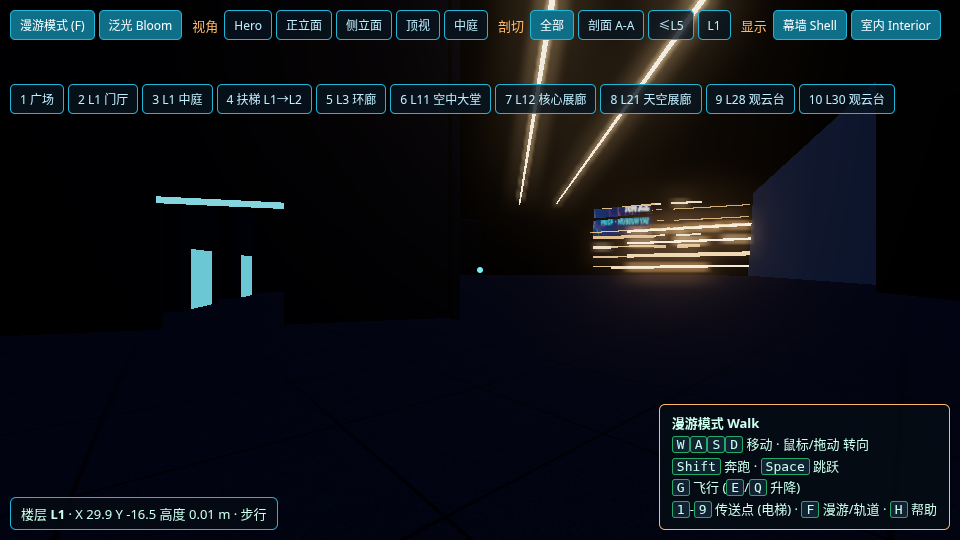 漫游模式 (F) 泛光 Bloom 视角 Hero 正立面 侧立面 顶视 中庭 剖切 全部 剖面 A-A ≤L5 L1 显示 幕墙 Shell 室内 Interior
1 广场 2 L1 门厅 3 L1 中庭 4 扶梯 L1→L2 5 L3 环廊 6 L11 空中大堂 7 L12 核心展廊 8 L21 天空展廊 9 L28 观云台 10 L30 观云台
漫游模式 Walk
W A S D 移动 · 鼠标/拖动 转向
Shift 奔跑 · Space 跳跃
G 飞行 (E/Q 升降)
1-9 传送点 (电梯) · F 漫游/轨道 · H 帮助
楼层 L1 · X 29.9 Y -16.5 高度 0.01 m · 步行